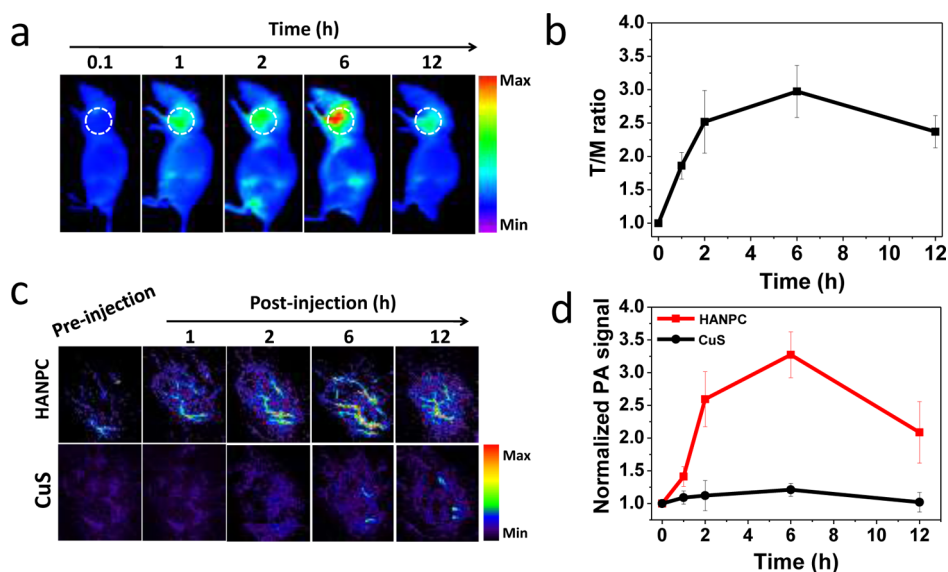 a
Time (h)
0.1 1 2 6 12
Max
Min
b
T/M ratio
4.0
3.5
3.0
2.5
2.0
1.5
1.0
0 2 4 6 8 10 12
Time (h)
c
Pre-injection
Post-injection (h)
1 2 6 12
HANPC
CuS
Max
Min
d
HANPC
CuS
Normalized PA signal
4.0
3.5
3.0
2.5
2.0
1.5
1.0
0 2 4 6 8 10 12
Time (h)